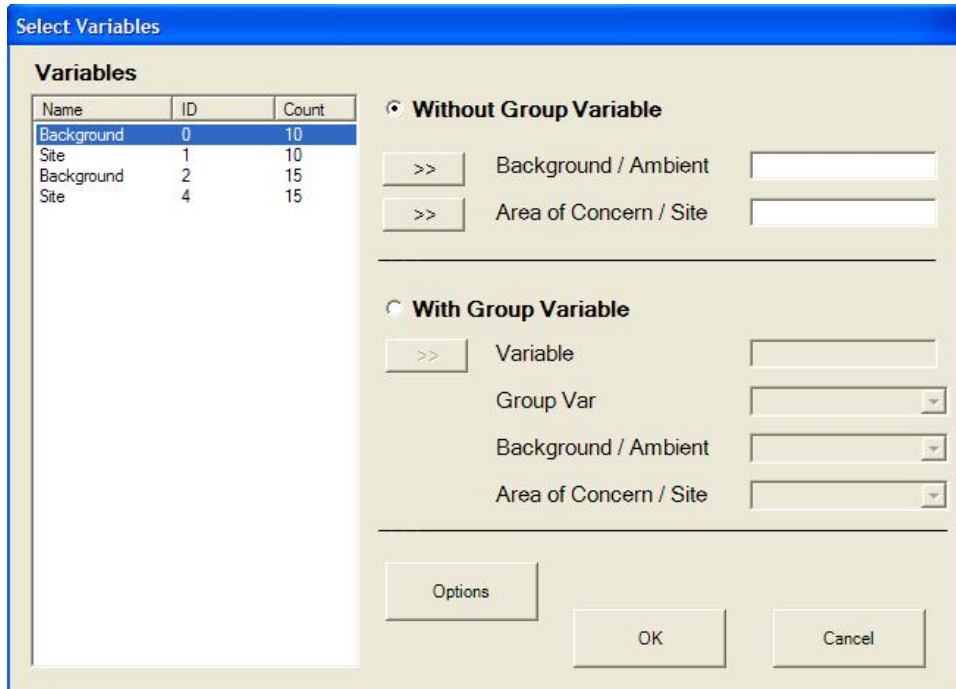 Select Variables
Variables
Name ID Count
Background 0 10
Site 1 10
Background 2 15
Site 4 15
Without Group Variable
>> Background / Ambient
>> Area of Concern / Site
With Group Variable
>> Variable
Group Var
Background / Ambient
Area of Concern / Site
Options
OK Cancel